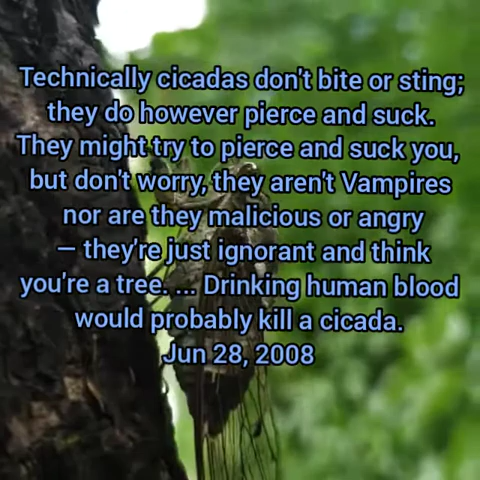 Technically cicadas don't bite or sting;
they do however pierce and suck.
They might try to pierce and suck you,
but don't worry, they aren't Vampires
nor are they malicious or angry
— they're just ignorant and think
you're a tree. ... Drinking human blood
would probably kill a cicada.
Jun 28, 2008